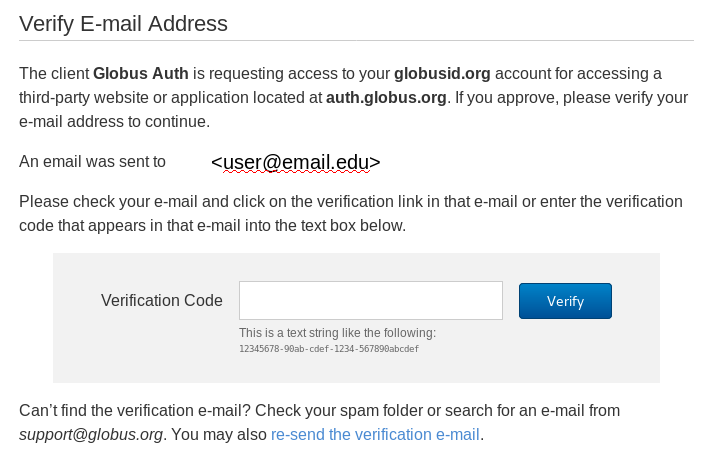 Verify E-mail Address
The client Globus Auth is requesting access to your globusid.org account for accessing a
third-party website or application located at auth.globus.org. If you approve, please verify your
e-mail address to continue.
An email was sent to <user@email.edu>
Please check your e-mail and click on the verification link in that e-mail or enter the verification
code that appears in that e-mail into the text box below.
Verification Code Verify
This is a text string like the following:
12345678-90ab-cdef-1234-567890abcdef
Can’t find the verification e-mail? Check your spam folder or search for an e-mail from
support@globus.org. You may also re-send the verification e-mail.